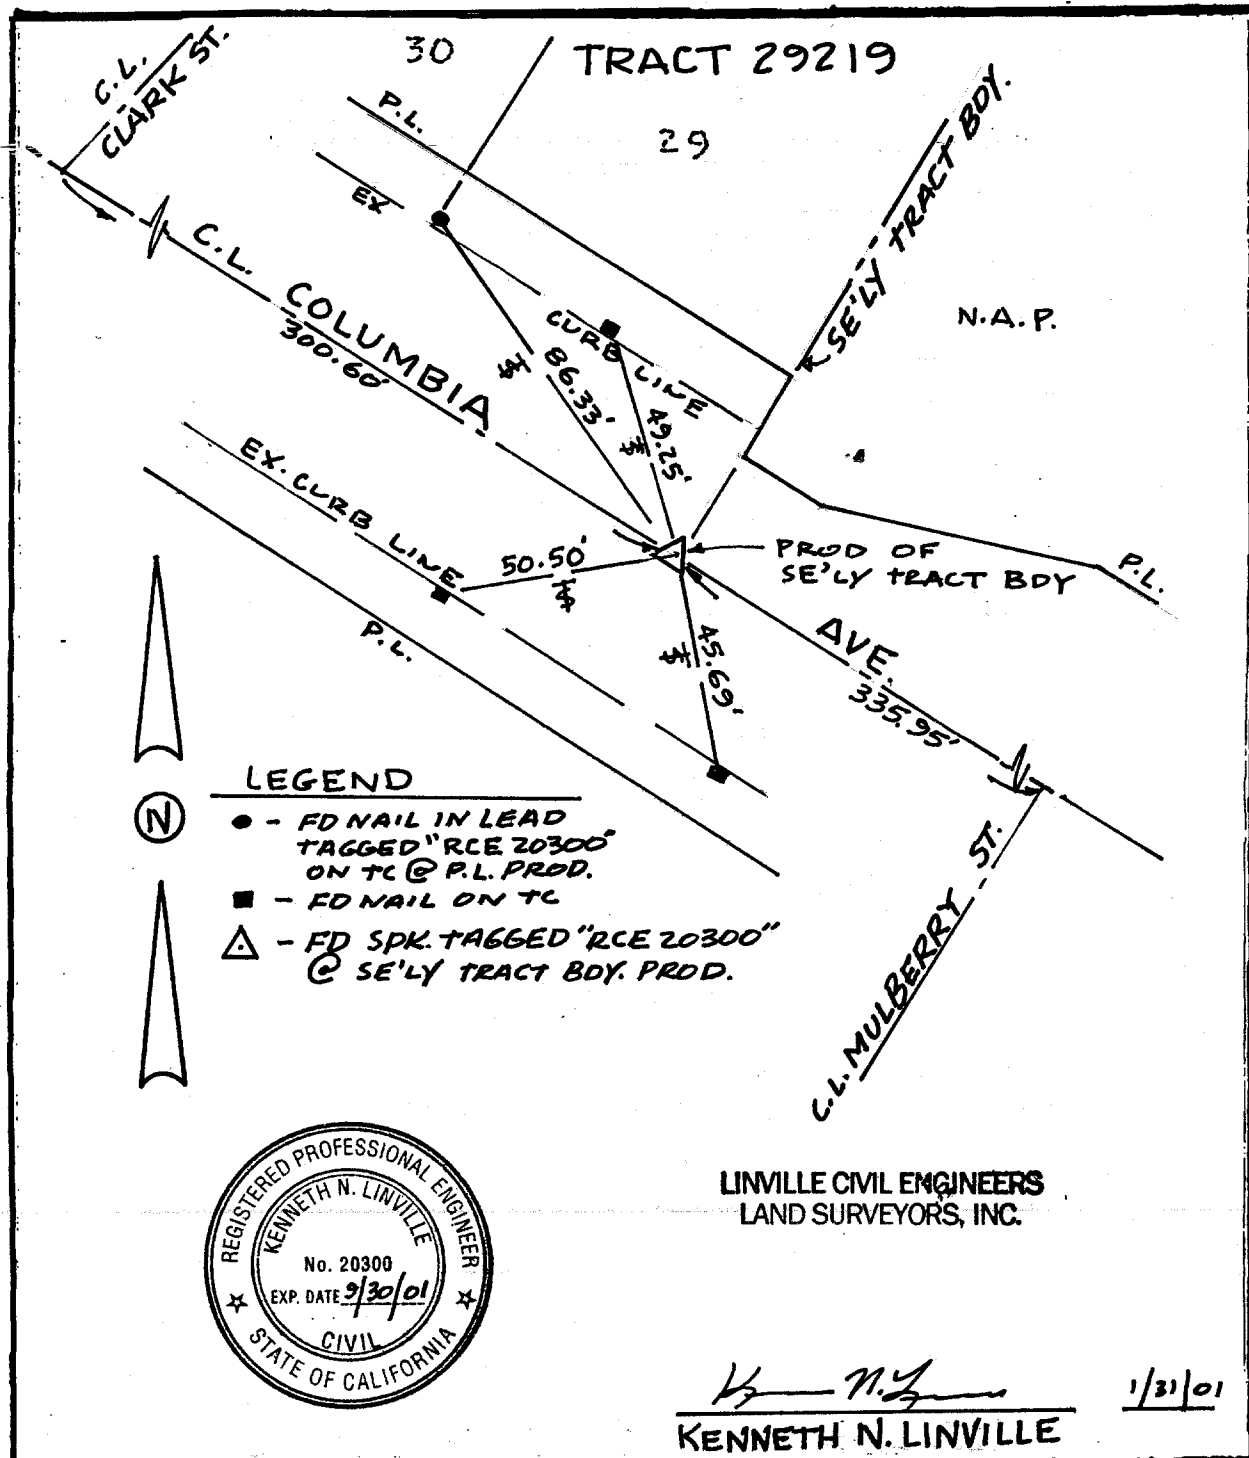 30
TRACT 29219
C.L.
CLARK ST.
P.L.
29
SE'LY TRACT BDY.
EX
CURB LINE
N.A.P.
C.L. COLUMBIA
300.60'
86.33'
49.25'
EX. CURB LINE
50.50'
PROD OF
SE'LY TRACT BDY
P.L.
P.L.
45.69'
AVE.
335.95'
LEGEND
N
● - FD NAIL IN LEAD
TAGGED "RCE 20300"
ON TC @ P.L. PROD.
■ - FD NAIL ON TC
△ - FD SPK. TAGGED "RCE 20300"
@ SE'LY TRACT BDY. PROD.
C.L. MULBERRY ST.
REGISTERED PROFESSIONAL ENGINEER
KENNETH N. LINVILLE
No. 20300
EXP. DATE 9/30/01
CIVIL
STATE OF CALIFORNIA
LINVILLE CIVIL ENGINEERS
LAND SURVEYORS, INC.
1/31/01
KENNETH N. LINVILLE